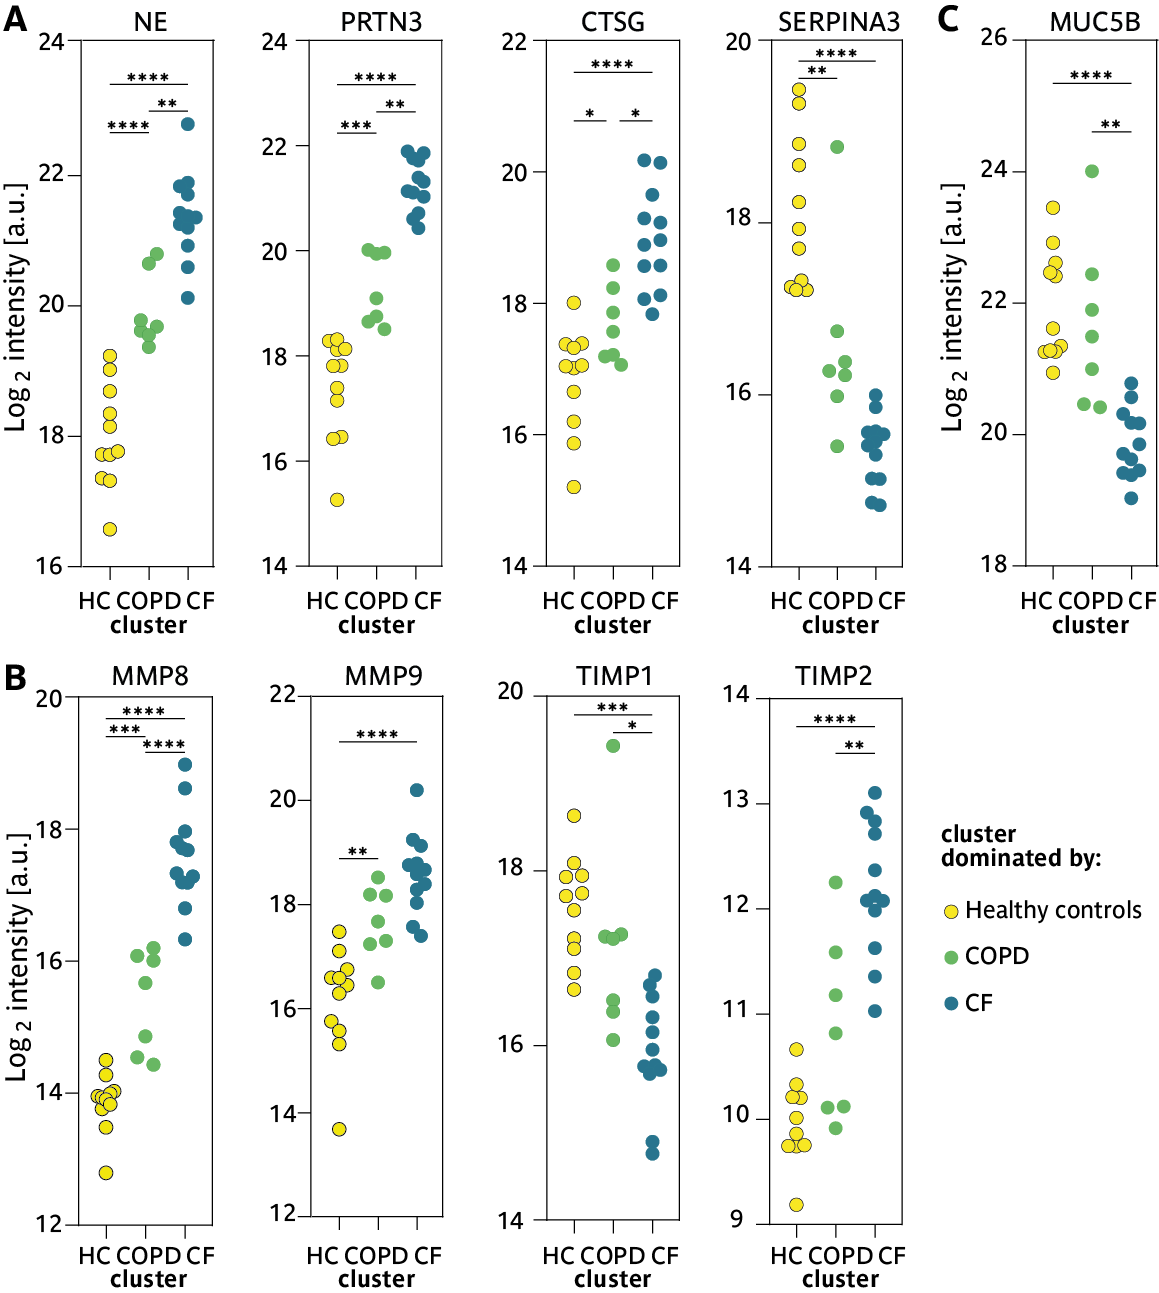 A
NE
PRTN3
CTSG
SERPINA3
C
MUC5B
Log 2 intensity [a.u.]
24
22
20
18
16
****
**
****
HC COPD CF
cluster
24
22
20
18
16
14
****
**
***
HC COPD CF
cluster
22
20
18
16
14
****
* *
HC COPD CF
cluster
20
18
16
14
****
**
HC COPD CF
cluster
Log 2 intensity [a.u.]
26
24
22
20
18
****
**
HC COPD CF
cluster
B
MMP8
MMP9
TIMP1
TIMP2
Log 2 intensity [a.u.]
20
18
16
14
12
****
***
****
HC COPD CF
cluster
22
20
18
16
14
12
****
**
HC COPD CF
cluster
20
18
16
14
***
*
HC COPD CF
cluster
14
13
12
11
10
9
****
**
HC COPD CF
cluster
cluster
dominated by:
Healthy controls
COPD
CF